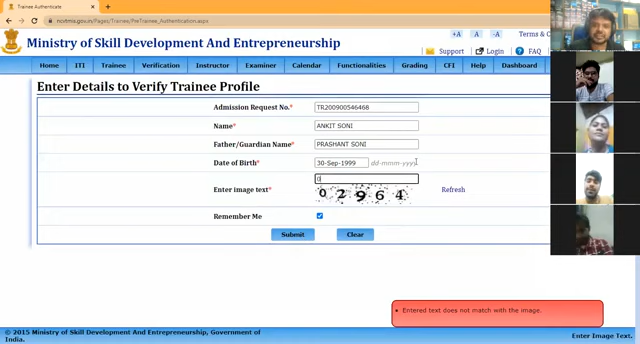 Trainee Authenticate
ncvtmis.gov.in/Pages/Trainee/PreTrainee_Authentication.aspx
+A A -A Terms &
Ministry of Skill Development And Entrepreneurship
Support Login FAQ
Home ITI Trainee Verification Instructor Examiner Calendar Functionalities Grading CFI Help Dashboard
Enter Details to Verify Trainee Profile
Admission Request No.* TR200900546468
Name* ANKIT SONI
Father/Guardian Name* PRASHANT SONI
Date of Birth* 30-Sep-1999 dd-mmm-yyyy
0
Enter image text* 02964 Refresh
Remember Me
Submit Clear
Entered text does not match with the image.
© 2015 Ministry of Skill Development And Entrepreneurship, Government of
India.
Enter Image Text.